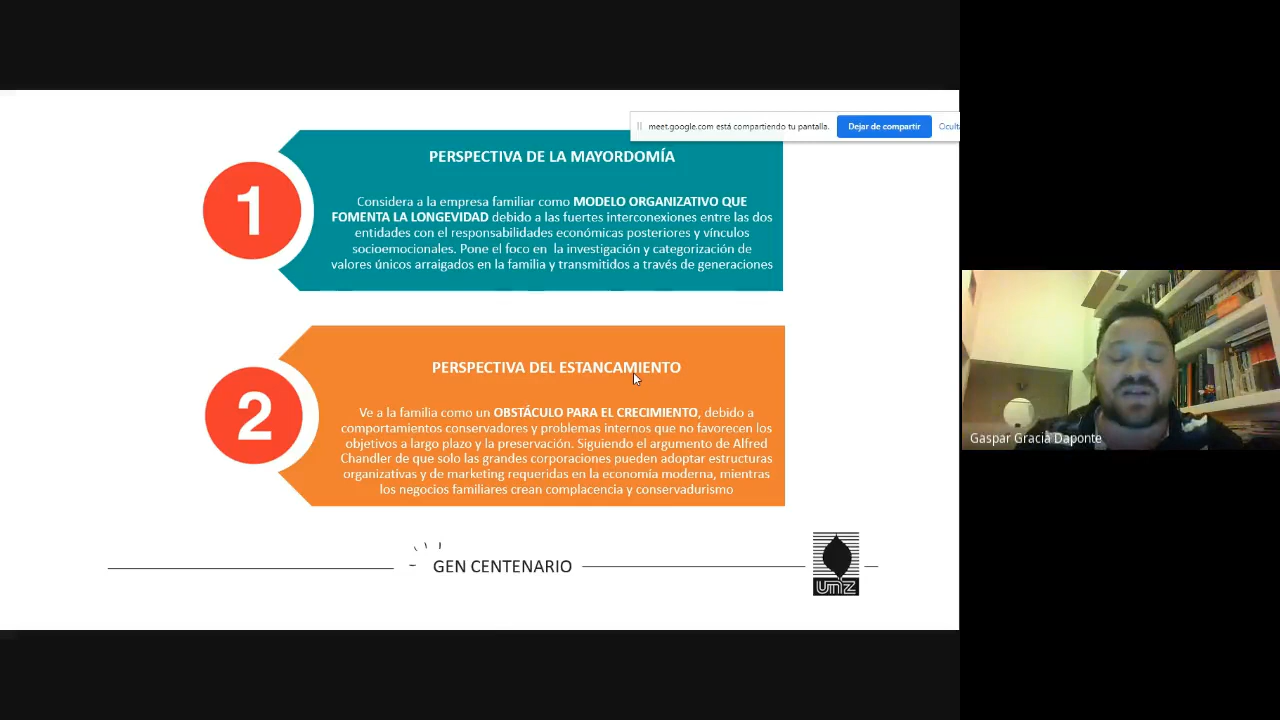 meet.google.com está compartiendo tu pantalla.
Dejar de compartir
Ocult
1
PERSPECTIVA DE LA MAYORDOMÍA
Considera a la empresa familiar como MODELO ORGANIZATIVO QUE
FOMENTA LA LONGEVIDAD debido a las fuertes interconexiones entre las dos
entidades con el responsabilidades económicas posteriores y vínculos
socioemocionales. Pone el foco en la investigación y categorización de
valores únicos arraigados en la familia y transmitidos a través de generaciones
2
PERSPECTIVA DEL ESTANCAMIENTO
Ve a la familia como un OBSTÁCULO PARA EL CRECIMIENTO, debido a
comportamientos conservadores y problemas internos que no favorecen los
objetivos a largo plazo y la preservación. Siguiendo el argumento de Alfred
Chandler de que solo las grandes corporaciones pueden adoptar estructuras
organizativas y de marketing requeridas en la economía moderna, mientras
los negocios familiares crean complacencia y conservadurismo
GEN CENTENARIO
unlz
Gaspar Gracia Daponte